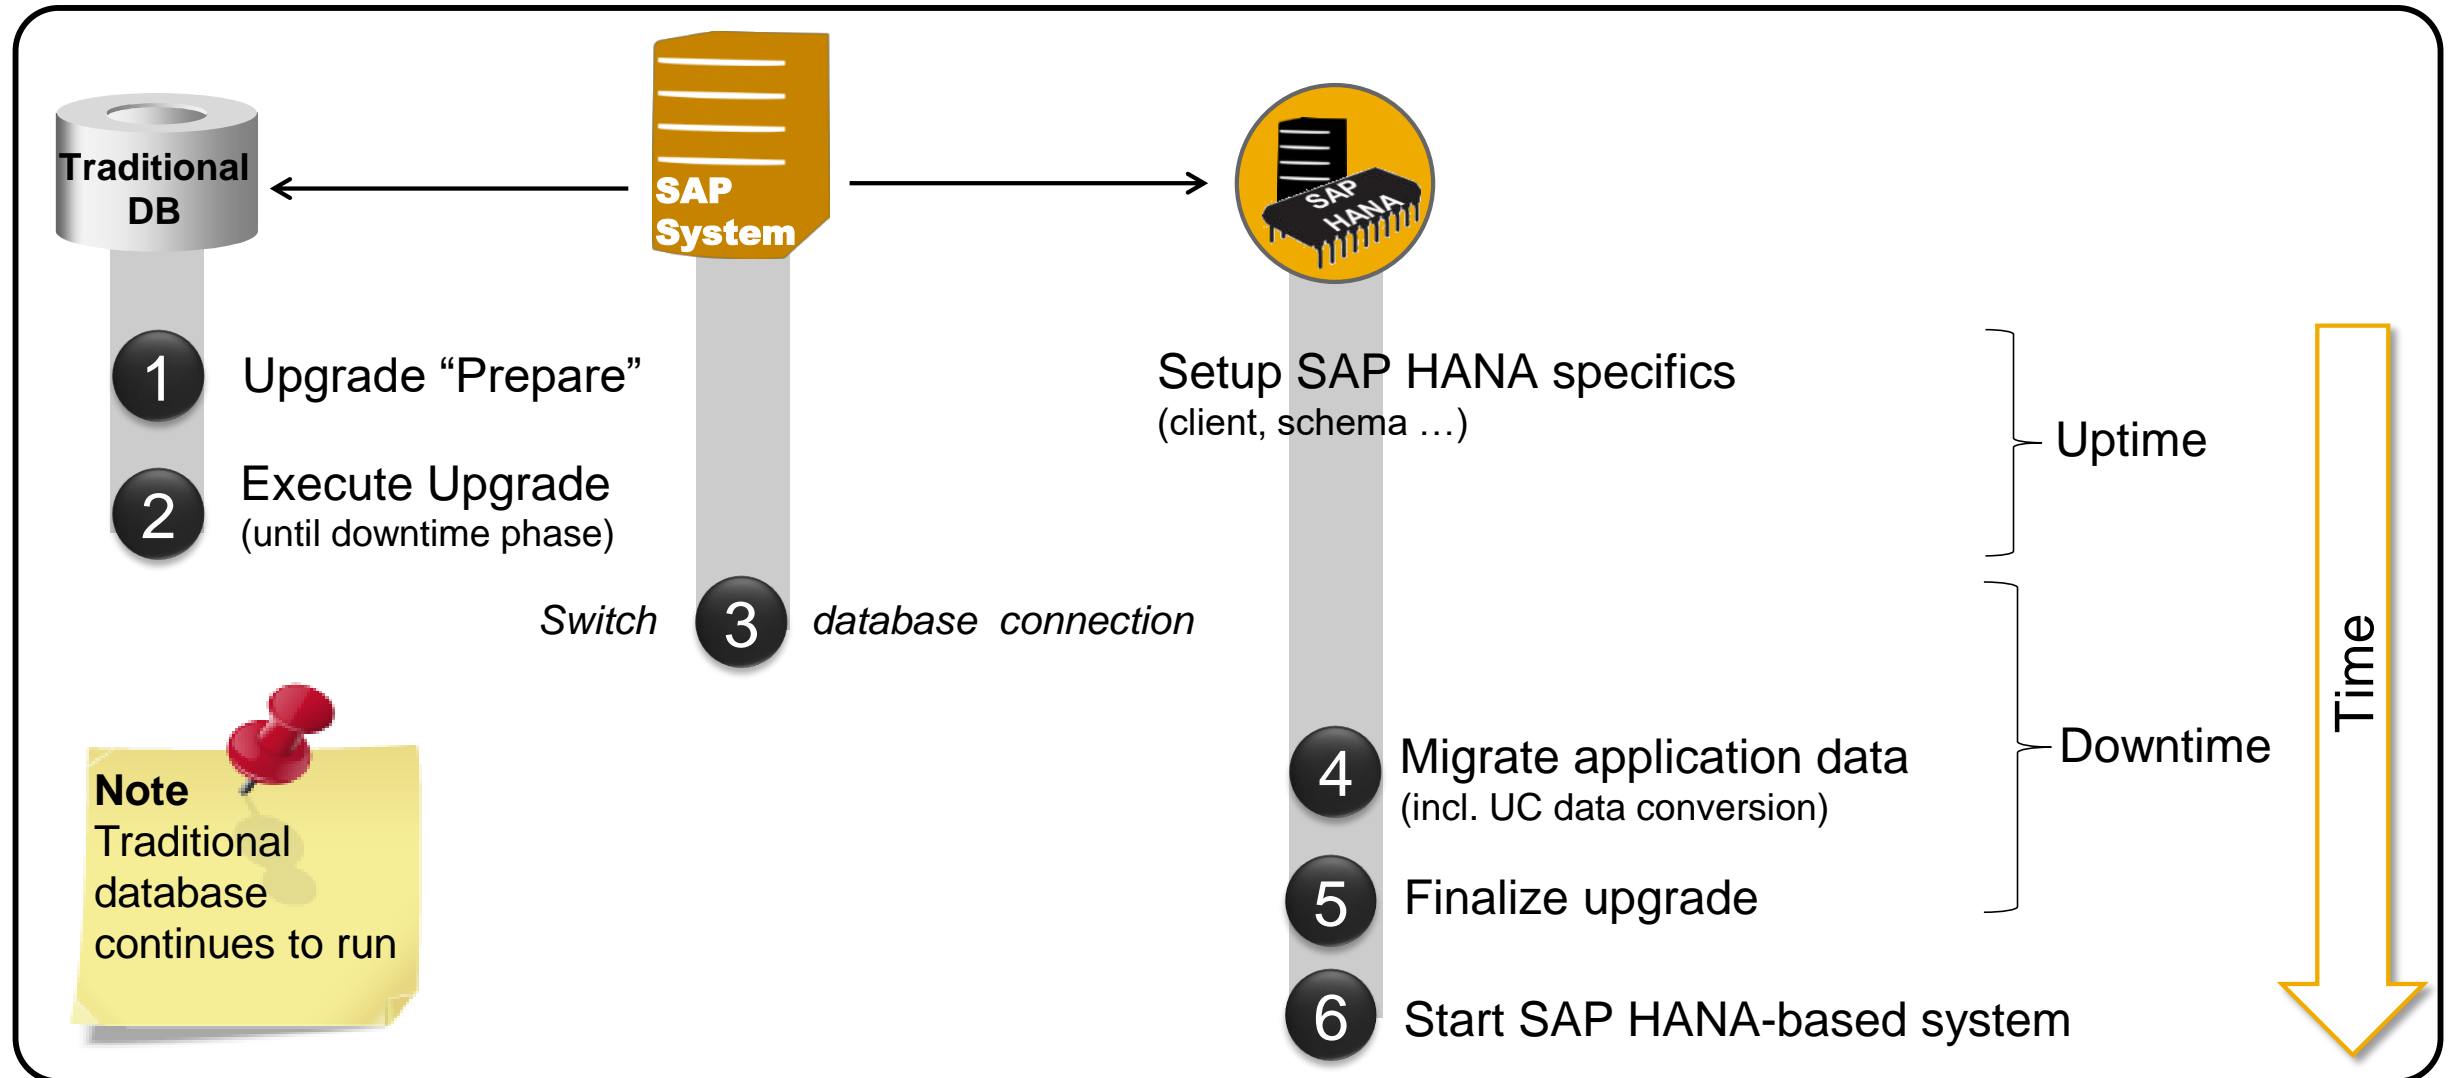 Traditional
DB
SAP
System
SAP
HANA
1
Upgrade “Prepare”
Setup SAP HANA specifics
(client, schema …)
Uptime
2
Execute Upgrade
(until downtime phase)
Switch 3 database connection
Time
Note
Traditional
database
continues to run
4
Migrate application data
(incl. UC data conversion)
Downtime
5
Finalize upgrade
6
Start SAP HANA-based system